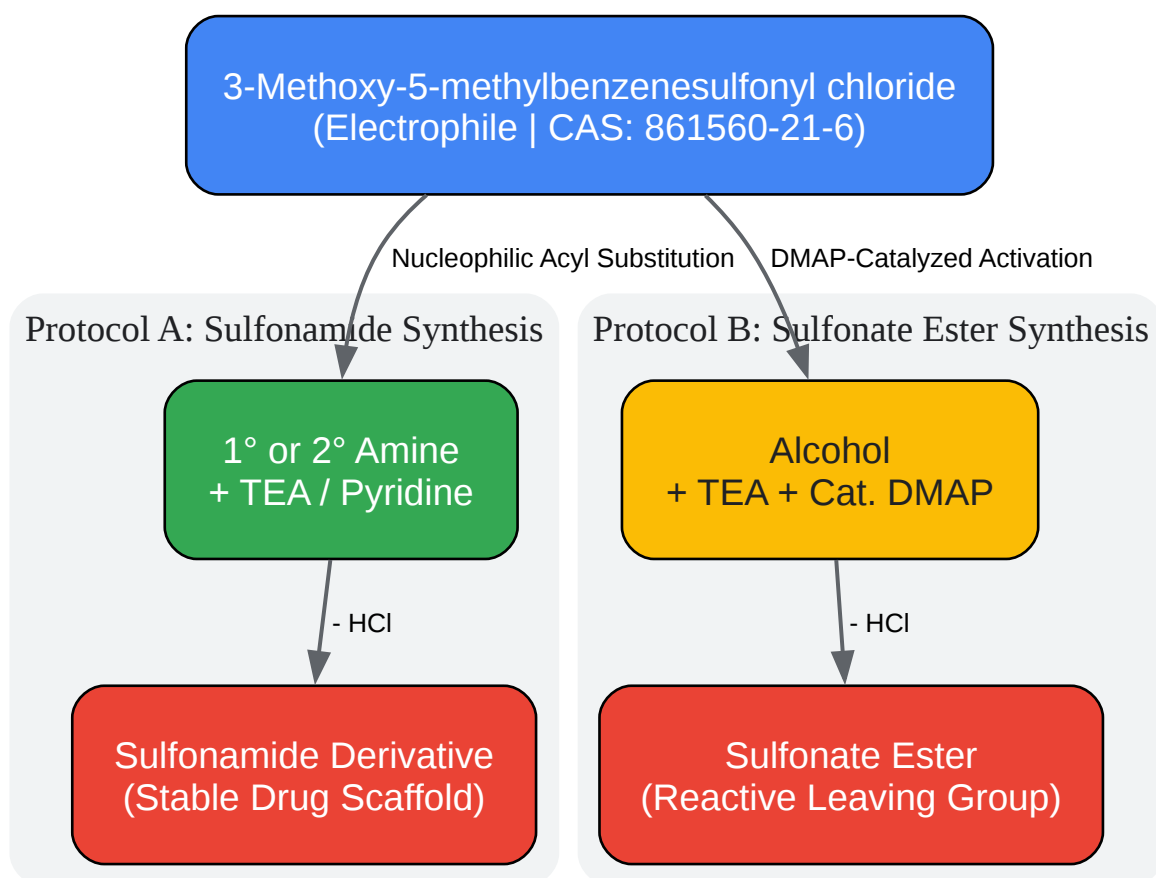 3-Methoxy-5-methylbenzenesulfonyl chloride
(Electrophile | CAS: 861560-21-6)
Nucleophilic Acyl Substitution
DMAP-Catalyzed Activation
Protocol A: Sulfonamide Synthesis
Protocol B: Sulfonate Ester Synthesis
1° or 2° Amine
+ TEA / Pyridine
Alcohol
+ TEA + Cat. DMAP
- HCl
- HCl
Sulfonamide Derivative
(Stable Drug Scaffold)
Sulfonate Ester
(Reactive Leaving Group)